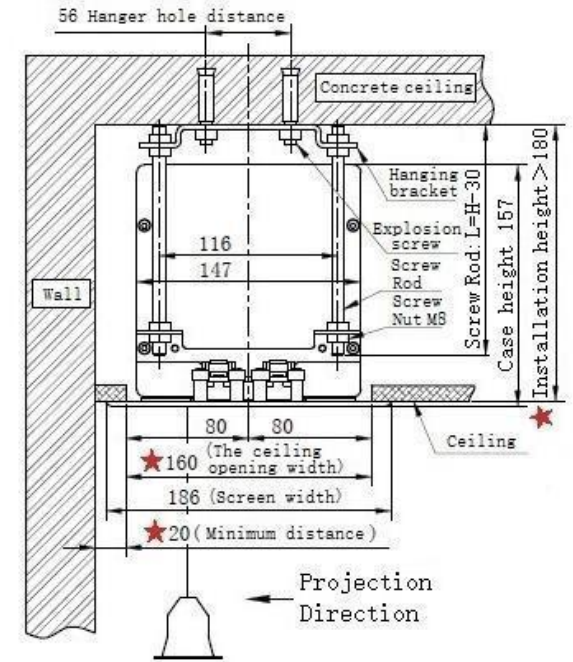 56 Hanger hole distance
Concrete ceiling
Hanging
bracket
Explosion
screw
116
147
Screw
Rod
Screw
Nut M8
Wall
Screw Rod: L=H-30
Case height 157
Installation height>180
80
80
Ceiling
160 (The ceiling
opening width)
186 (Screen width)
20 (Minimum distance)
Projection
Direction